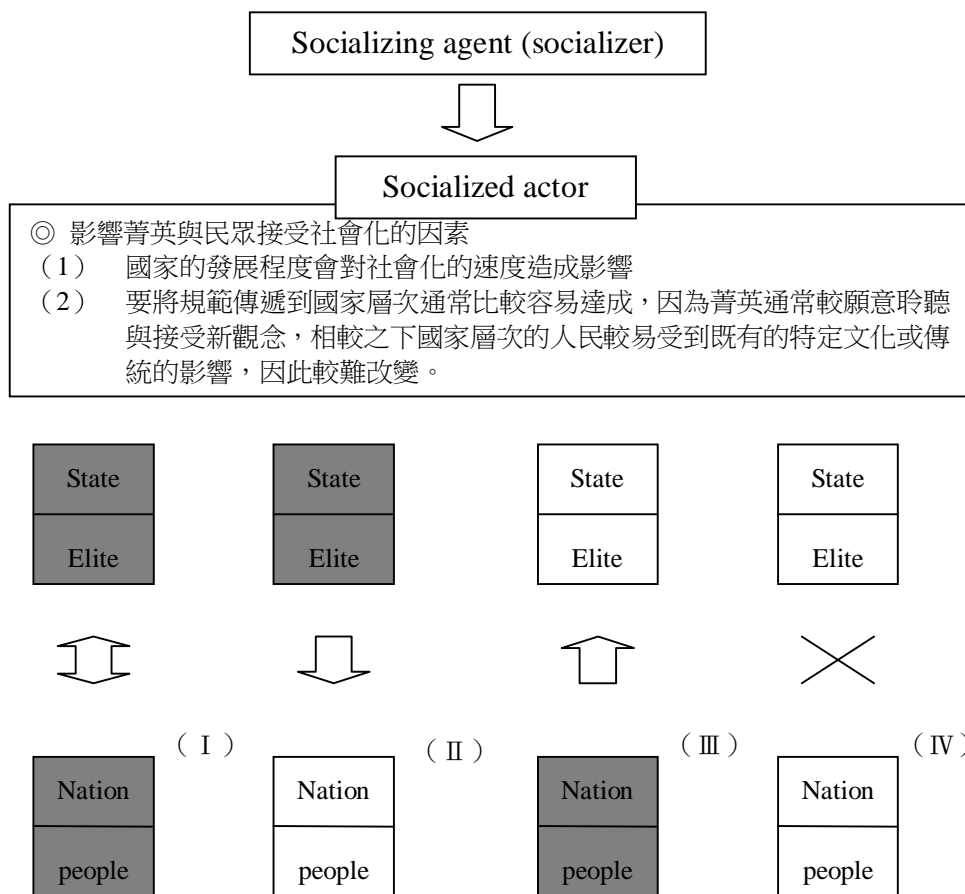 Socializing agent (socializer)
Socialized actor
◎ 影響菁英與民眾接受社會化的因素
（1） 國家的發展程度會對社會化的速度造成影響
（2） 要將規範傳遞到國家層次通常比較容易達成，因為菁英通常較願意聆聽
與接受新觀念，相較之下國家層次的人民較易受到既有的特定文化或傳
統的影響，因此較難改變。
State State State State
Elite Elite Elite Elite
（Ⅰ） （Ⅱ） （Ⅲ） （Ⅳ）
Nation Nation Nation Nation
people people people people